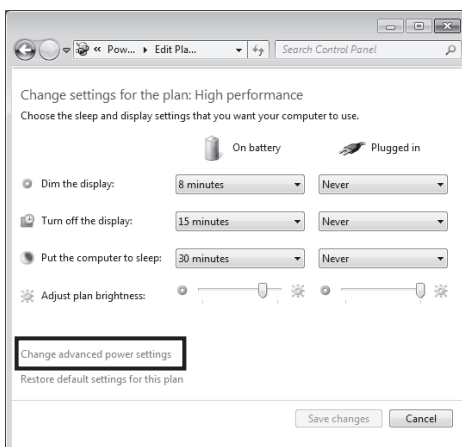 « Pow... ▸ Edit Pla... Search Control Panel
Change settings for the plan: High performance
Choose the sleep and display settings that you want your computer to use.
On battery Plugged in
Dim the display: 8 minutes Never
Turn off the display: 15 minutes Never
Put the computer to sleep: 30 minutes Never
Adjust plan brightness:
Change advanced power settings
Restore default settings for this plan
Save changes Cancel